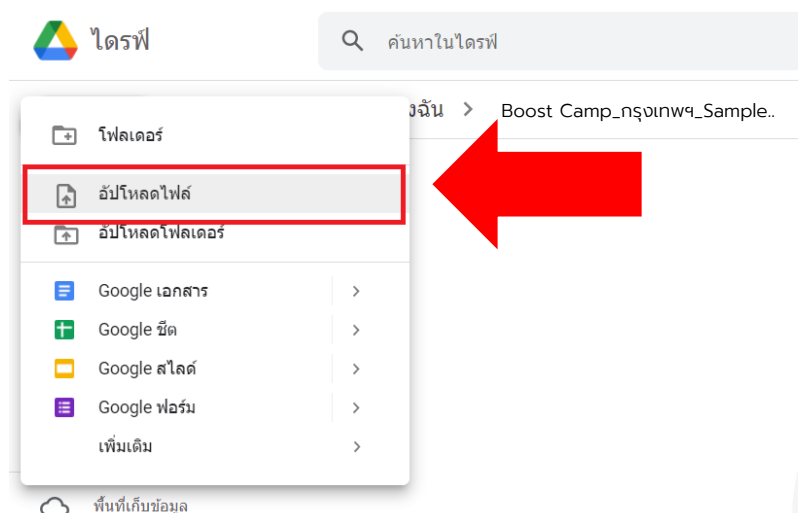 ไดรฟ์
ค้นหาในไดรฟ์
งฉัน > Boost Camp_กรุงเทพฯ_Sample..
โฟลเดอร์
อัปโหลดไฟล์
อัปโหลดโฟลเดอร์
Google เอกสาร
Google ชีต
Google สไลด์
Google ฟอร์ม
เพิ่มเติม
พื้นที่เก็บข้อมูล